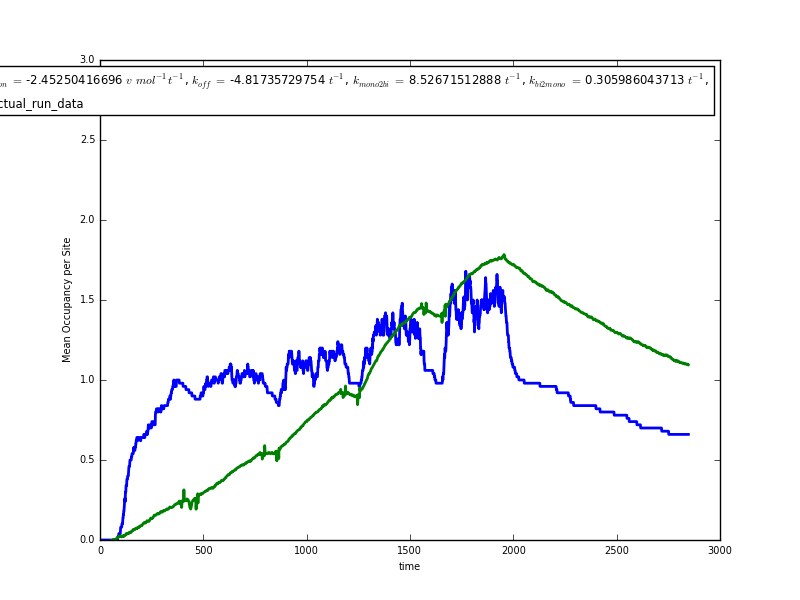 = -2.45250416696 v mol⁻¹t⁻¹, k_off = -4.81735729754 t⁻¹, k_mono2bi = 8.52671512888 t⁻¹, k_bi2mono = 0.305986043713 t⁻¹,
ctual_run_data
3.0
2.5
2.0
1.5
1.0
0.5
0.0
Mean Occupancy per Site
0 500 1000 1500 2000 2500 3000
time